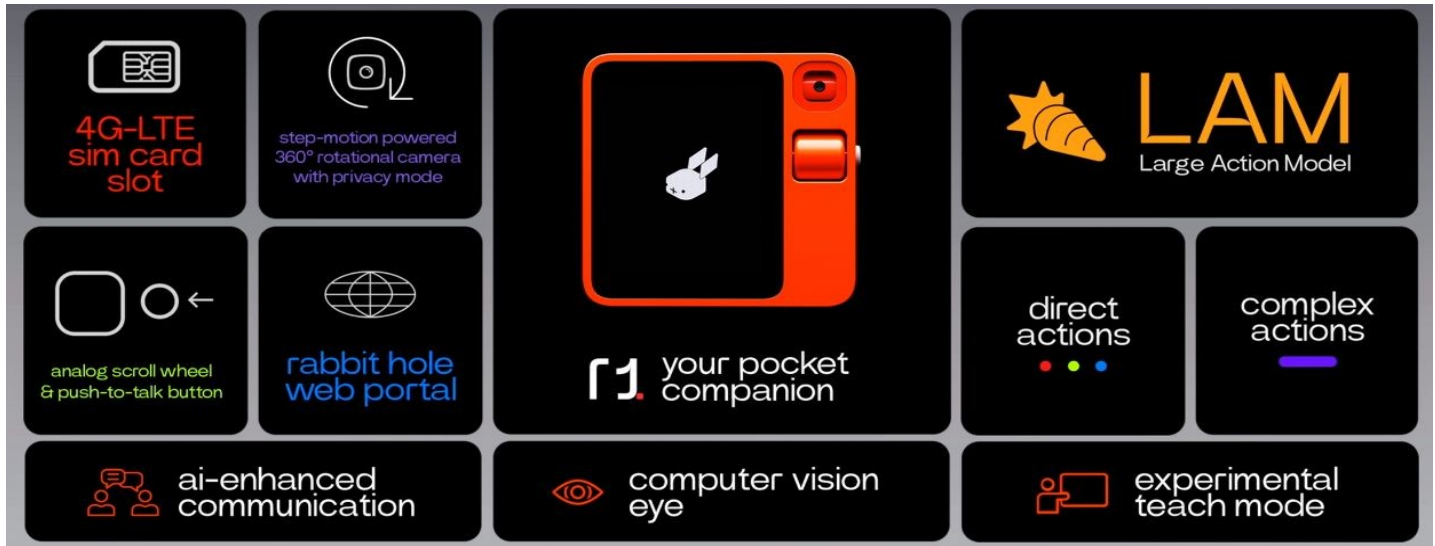 4G-LTE
sim card
slot
step-motion powered
360° rotational camera
with privacy mode
analog scroll wheel
& push-to-talk button
rabbit hole
web portal
r1.
your pocket
companion
LAM
Large Action Model
direct
actions
complex
actions
ai-enhanced
communication
computer vision
eye
experimental
teach mode